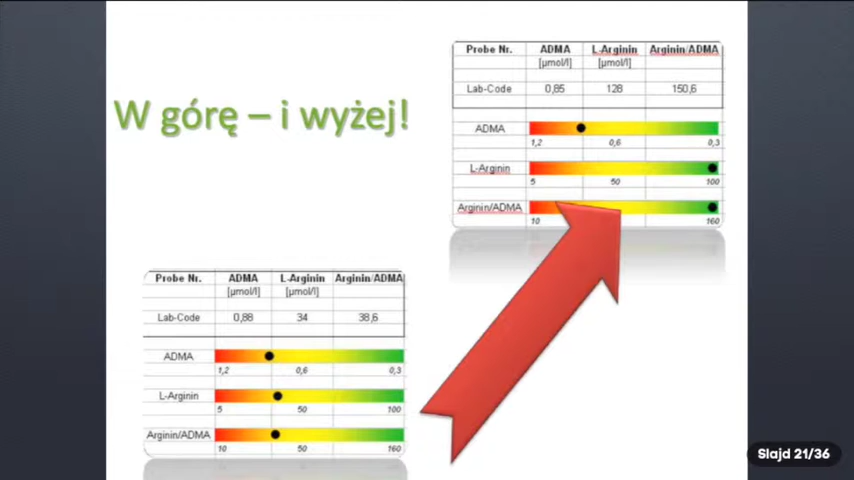 W górę – i wyżej!
Probe Nr. ADMA L-Arginin Arginin/ADMA
[µmol/l] [µmol/l]
Lab-Code 0,85 128 150,6
ADMA
1,2 0,6 0,3
L-Arginin
5 50 100
Arginin/ADMA
10 160
Probe Nr. ADMA L-Arginin Arginin/ADMA
[µmol/l] [µmol/l]
Lab-Code 0,88 34 38,6
ADMA
1,2 0,6 0,3
L-Arginin
5 50 100
Arginin/ADMA
10 50 160
Slajd 21/36